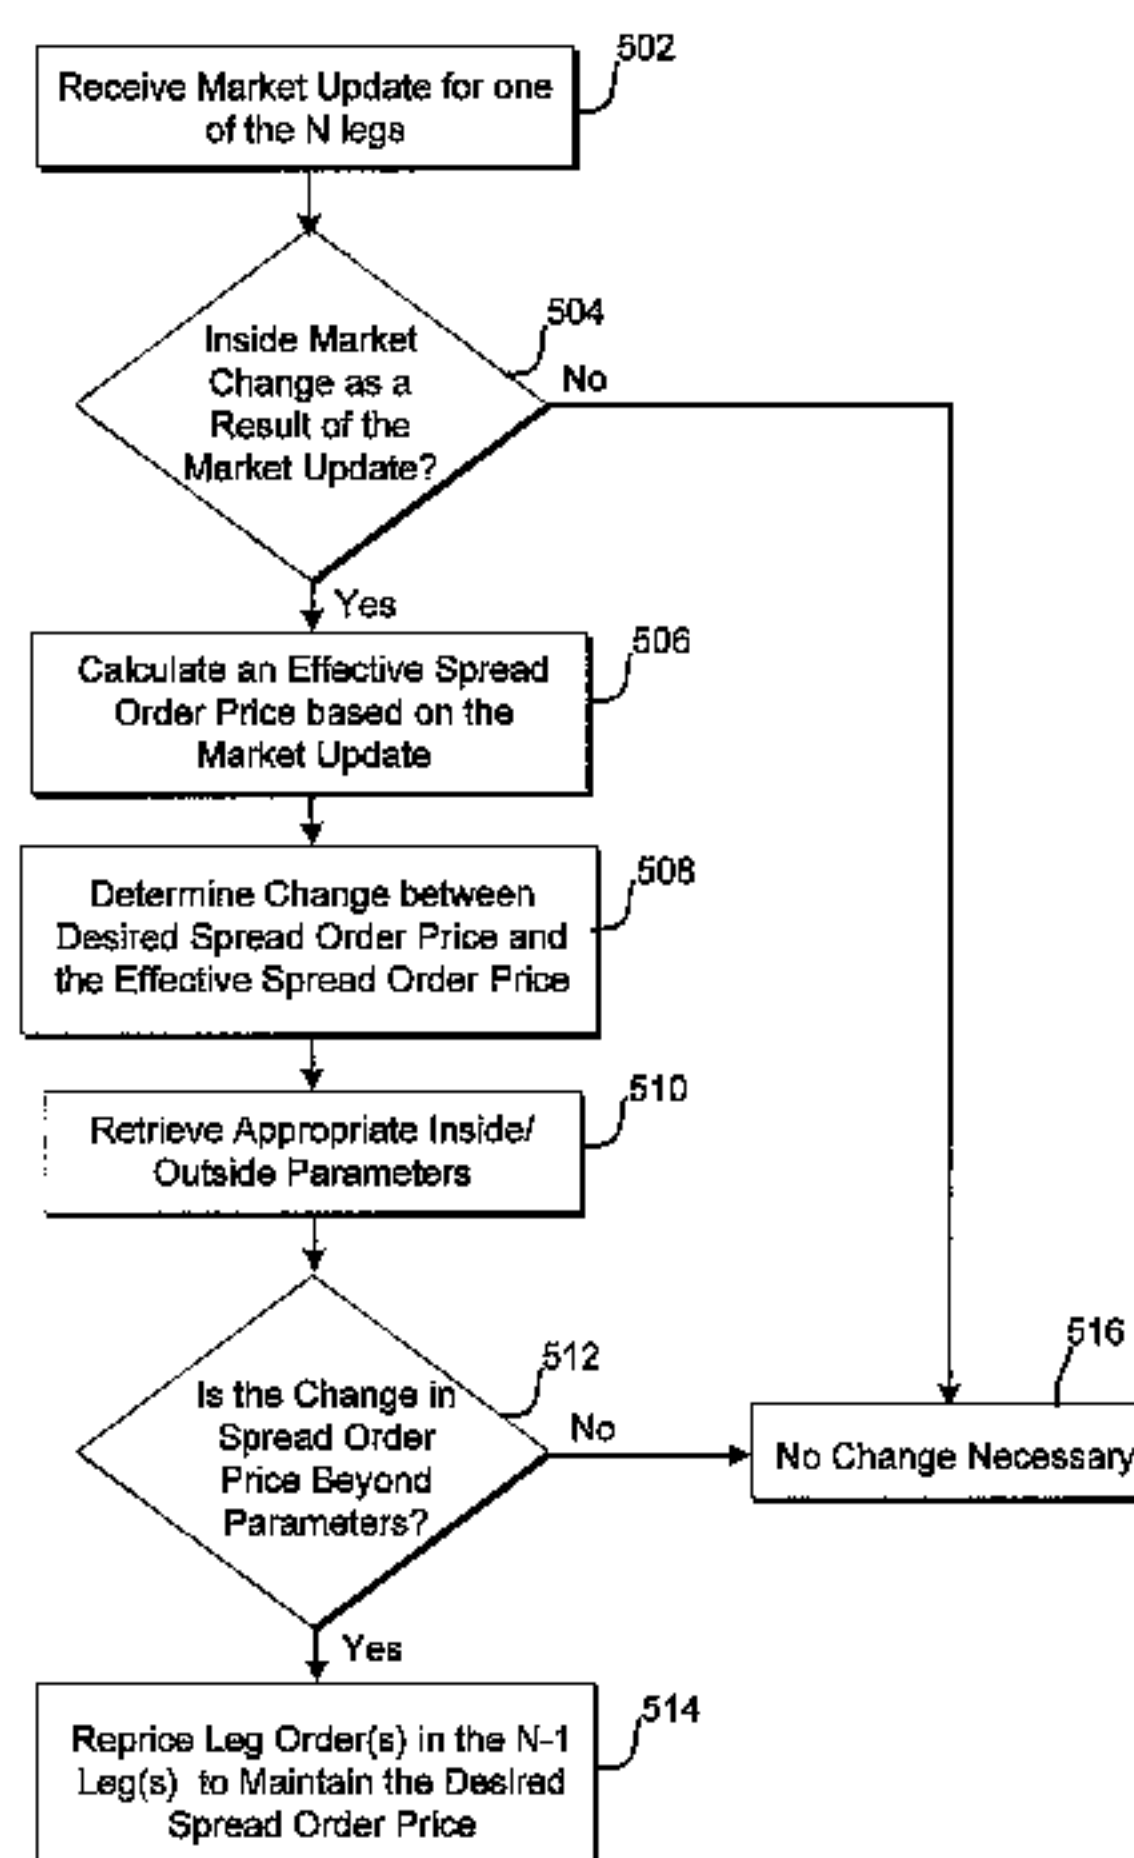 502
Receive Market Update for one
of the N legs
504
Inside Market
Change as a
Result of the
Market Update?
No
Yes
506
Calculate an Effective Spread
Order Price based on the
Market Update
508
Determine Change between
Desired Spread Order Price and
the Effective Spread Order Price
510
Retrieve Appropriate Inside/
Outside Parameters
512
Is the Change in
Spread Order
Price Beyond
Parameters?
No
516
No Change Necessary
Yes
514
Reprice Leg Order(s) in the N-1
Leg(s) to Maintain the Desired
Spread Order Price